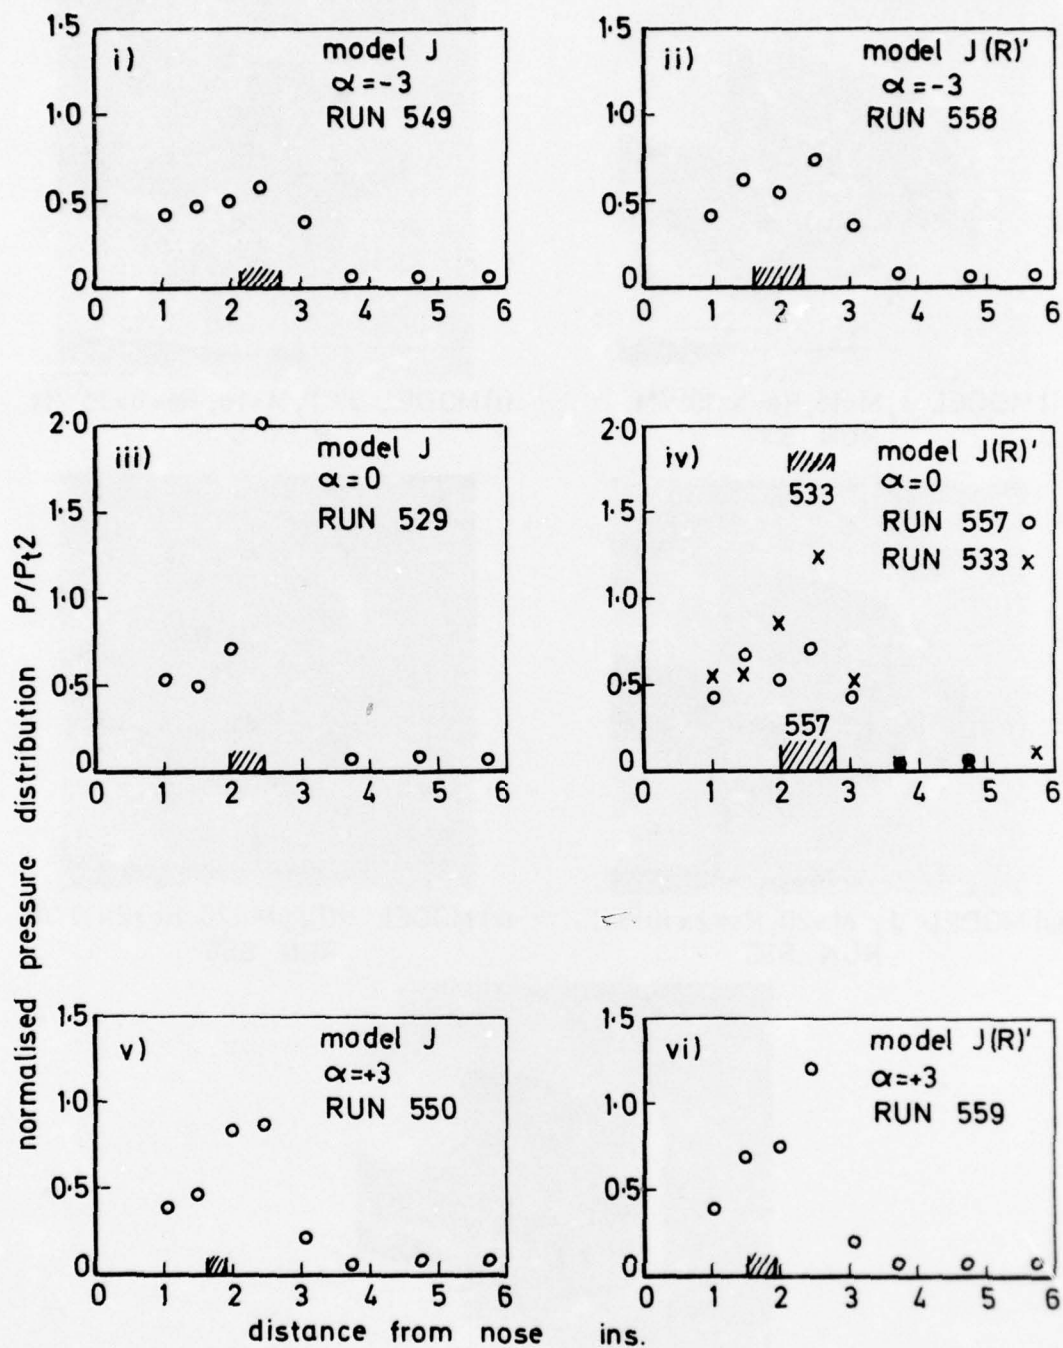 i)
model J
α=-3
RUN 549
1·5
1·0
0·5
0
0 1 2 3 4 5 6
ii)
model J(R)'
α=-3
RUN 558
1·5
1·0
0·5
0
0 1 2 3 4 5 6
iii)
model J
α=0
RUN 529
2·0
1·5
1·0
0·5
0
0 1 2 3 4 5 6
iv)
533
model J(R)'
α=0
RUN 557 o
RUN 533 x
557
2·0
1·5
1·0
0·5
0
0 1 2 3 4 5 6
normalised pressure distribution P/Pt2
v)
model J
α=+3
RUN 550
1·5
1·0
0·5
0
0 1 2 3 4 5 6
vi)
model J(R)'
α=+3
RUN 559
1·5
1·0
0·5
0
0 1 2 3 4 5 6
distance from nose ins.